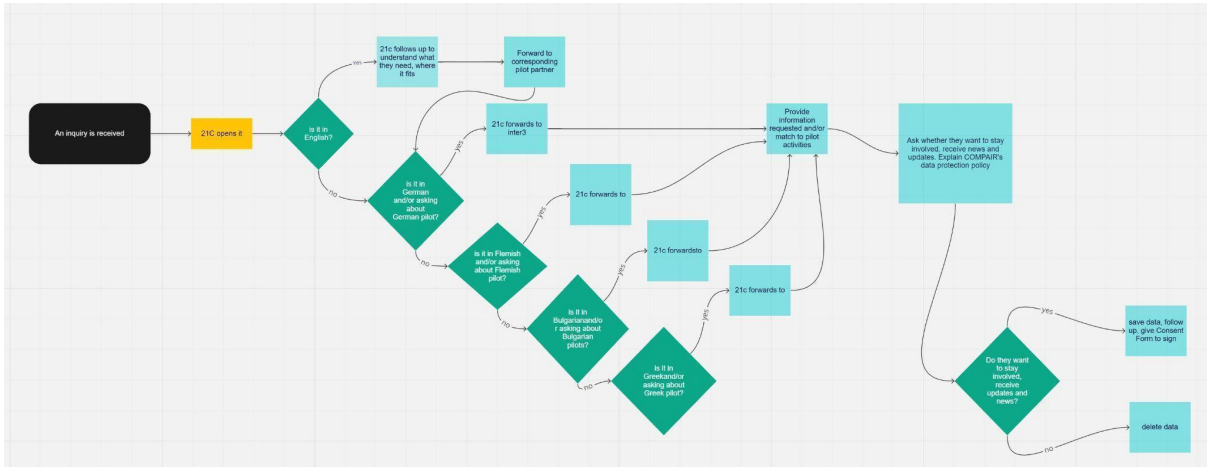 An inquiry is received
21C opens it
is it in
English?
yes
21c follows up to
understand what
they need, where
it fits
Forward to
corresponding
pilot partner
no
Is it in
German
and/or asking
about
German pilot?
yes
21c forwards to
inter3
no
is it in Flemish
and/or asking
about Flemish
pilot?
yes
21c forwards to
no
Is it in
Bulgarianand/o
r asking about
Bulgarian
pilots?
yes
21c forwardsto
no
Is it in
Greekand/or
asking about
Greek pilot?
yes
21c forwards to
Provide
information
requested and/or
match to pilot
activities
Ask whether they want to stay
involved, receive news and
updates. Explain COMPAIR's
data protection policy
Do they want
to stay
involved,
receive
updates and
news?
yes
save data, follow
up, give Consent
Form to sign
no
delete data